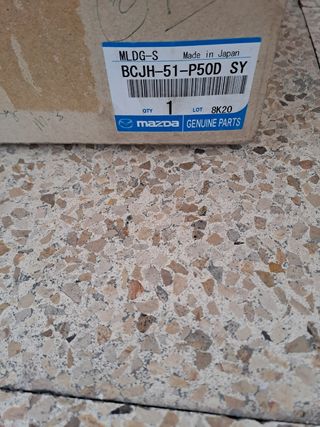 MLDG-S Made in Japan
BCJH-51-P50D SY
QTY 1 LOT 8K20
mazda GENUINE PARTS